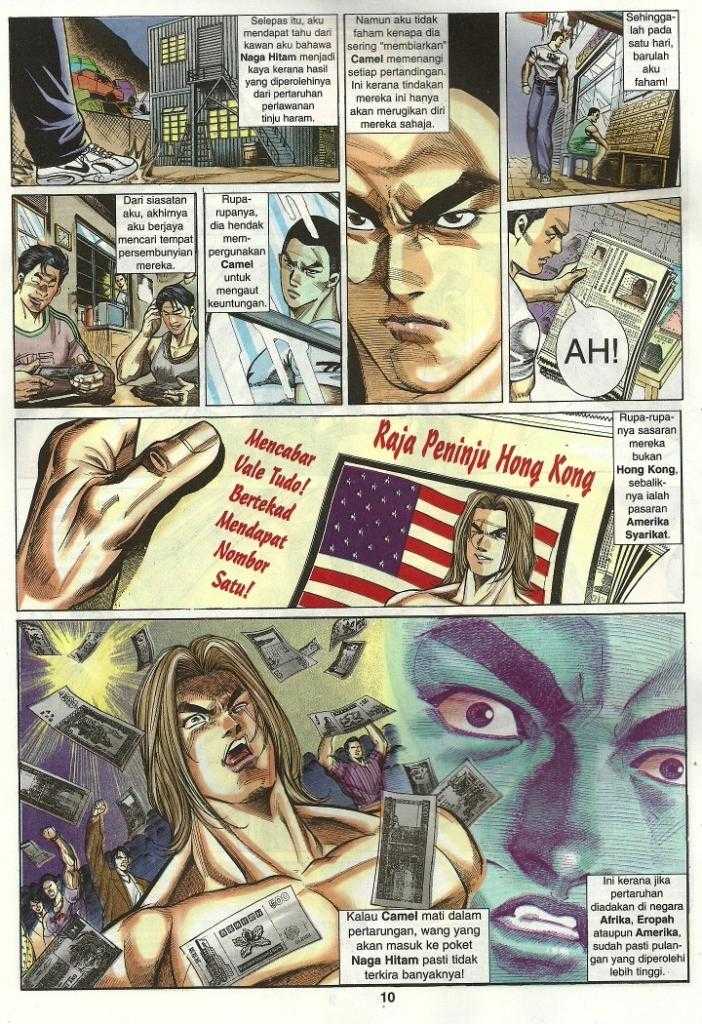 Selepas itu, aku
mendapat tahu dari
kawan aku bahawa
Naga Hitam menjadi
kaya kerana hasil
yang diperolehinya
dari pertaruhan
perlawanan
tinju haram.
Namun aku tidak
faham kenapa dia
sering "membiarkan"
Camel memenangi
setiap pertandingan.
Ini kerana tindakan
mereka ini hanya
akan merugikan diri
mereka sahaja.
Sehingga-
lah pada
satu hari,
barulah
aku
faham!
Dari siasatan
aku, akhirnya
aku berjaya
mencari tempat
persembunyian
mereka.
Rupa-
rupanya,
dia hendak
mem-
pergunakan
Camel
untuk
mengaut
keuntungan.
AH!
Mencabar
Vale Tudo!
Bertekad
Mendapat
Nombor
Satu!
Raja Peninju Hong Kong
Rupa-rupa-
nya sasaran
mereka
bukan
Hong Kong,
sebalik-
nya ialah
pasaran
Amerika
Syarikat.
500
Kalau Camel mati dalam
pertarungan, wang yang
akan masuk ke poket
Naga Hitam pasti tidak
terkira banyaknya!
Ini kerana jika
pertaruhan
diadakan di negara
Afrika, Eropah
ataupun Amerika,
sudah pasti pulan-
gan yang diperolehi
lebih tinggi.
10